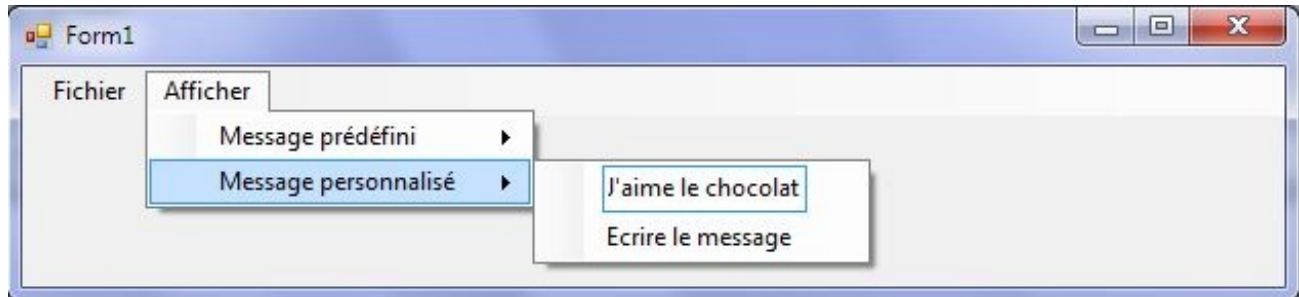 Form1
Fichier Afficher
Message prédéfini
Message personnalisé
J'aime le chocolat
Ecrire le message